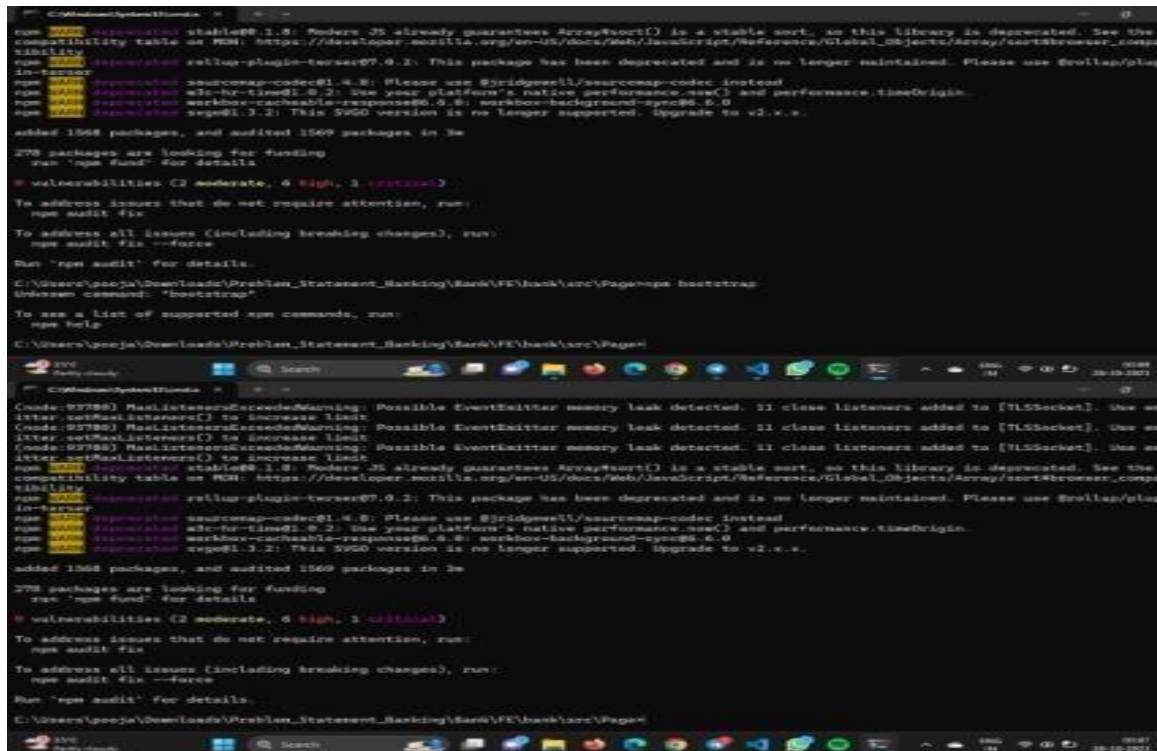 C:\Windows\System32\cmd.e
npm WARN deprecated stable@0.1.8: Modern JS already guarantees Array#sort() is a stable sort, so this library is deprecated. See the
compatibility table on MDN: https://developer.mozilla.org/en-US/docs/Web/JavaScript/Reference/Global_Objects/Array/sort#browser_compa
tibility
npm WARN deprecated rollup-plugin-terser@7.0.2: This package has been deprecated and is no longer maintained. Please use @rollup/plug
in-terser
npm WARN deprecated sourcemap-codec@1.4.8: Please use @jridgewell/sourcemap-codec instead
npm WARN deprecated w3c-hr-time@1.0.2: Use your platform's native performance.now() and performance.timeOrigin.
npm WARN deprecated workbox-cacheable-response@6.6.0: workbox-background-sync@6.6.0
npm WARN deprecated svgo@1.3.2: This SVGO version is no longer supported. Upgrade to v2.x.x.
added 1568 packages, and audited 1569 packages in 3m
278 packages are looking for funding
run `npm fund` for details
9 vulnerabilities (2 moderate, 6 high, 1 critical)
To address issues that do not require attention, run:
npm audit fix
To address all issues (including breaking changes), run:
npm audit fix --force
Run `npm audit` for details.
C:\Users\pooja\Downloads\Problem_Statement_Banking\Bank\FE\bank\src\Page>npm bootstrap
Unknown command: "bootstrap"
To see a list of supported npm commands, run:
npm help
C:\Users\pooja\Downloads\Problem_Statement_Banking\Bank\FE\bank\src\Page>
Partly cloudy
Search
C:\Windows\System32\cmd.e
(node:93780) MaxListenersExceededWarning: Possible EventEmitter memory leak detected. 11 close listeners added to [TLSSocket]. Use em
itter.setMaxListeners() to increase limit
(node:93780) MaxListenersExceededWarning: Possible EventEmitter memory leak detected. 11 close listeners added to [TLSSocket]. Use em
itter.setMaxListeners() to increase limit
(node:93780) MaxListenersExceededWarning: Possible EventEmitter memory leak detected. 11 close listeners added to [TLSSocket]. Use em
itter.setMaxListeners() to increase limit
npm WARN deprecated stable@0.1.8: Modern JS already guarantees Array#sort() is a stable sort, so this library is deprecated. See the
compatibility table on MDN: https://developer.mozilla.org/en-US/docs/Web/JavaScript/Reference/Global_Objects/Array/sort#browser_compa
tibility
npm WARN deprecated rollup-plugin-terser@7.0.2: This package has been deprecated and is no longer maintained. Please use @rollup/plug
in-terser
npm WARN deprecated sourcemap-codec@1.4.8: Please use @jridgewell/sourcemap-codec instead
npm WARN deprecated w3c-hr-time@1.0.2: Use your platform's native performance.now() and performance.timeOrigin.
npm WARN deprecated workbox-cacheable-response@6.6.0: workbox-background-sync@6.6.0
npm WARN deprecated svgo@1.3.2: This SVGO version is no longer supported. Upgrade to v2.x.x.
added 1568 packages, and audited 1569 packages in 3m
278 packages are looking for funding
run `npm fund` for details
9 vulnerabilities (2 moderate, 6 high, 1 critical)
To address issues that do not require attention, run:
npm audit fix
To address all issues (including breaking changes), run:
npm audit fix --force
Run `npm audit` for details.
C:\Users\pooja\Downloads\Problem_Statement_Banking\Bank\FE\bank\src\Page>
Partly cloudy
Search